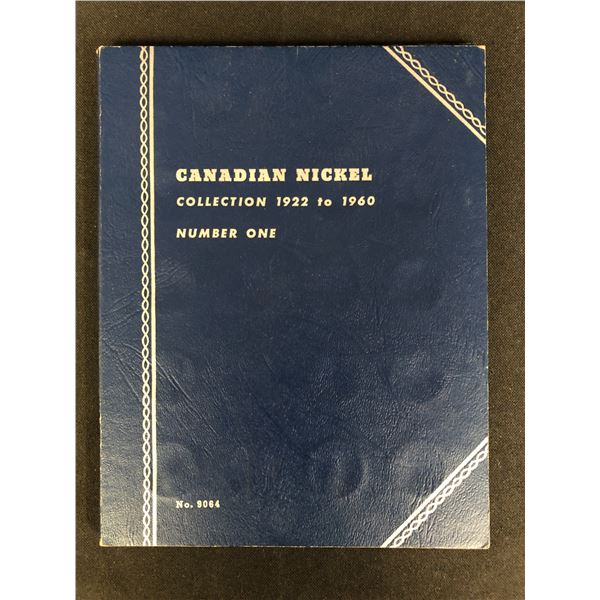 CANADIAN NICKEL
COLLECTION 1922 to 1960
NUMBER ONE
No. 9064